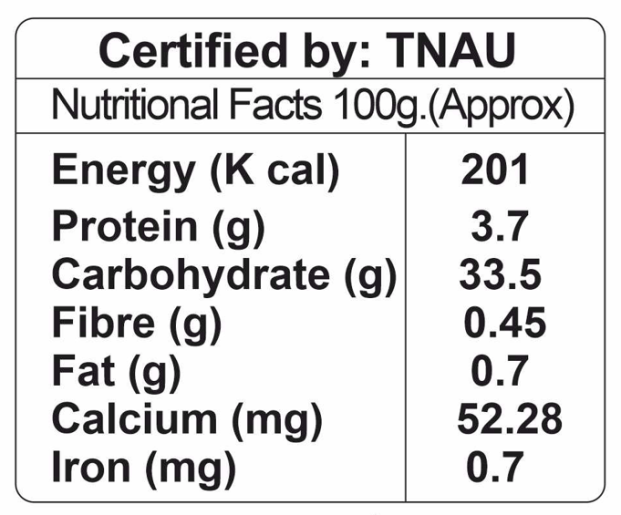 Certified by: TNAU
Nutritional Facts 100g.(Approx)
Energy (K cal) 201
Protein (g) 3.7
Carbohydrate (g) 33.5
Fibre (g) 0.45
Fat (g) 0.7
Calcium (mg) 52.28
Iron (mg) 0.7